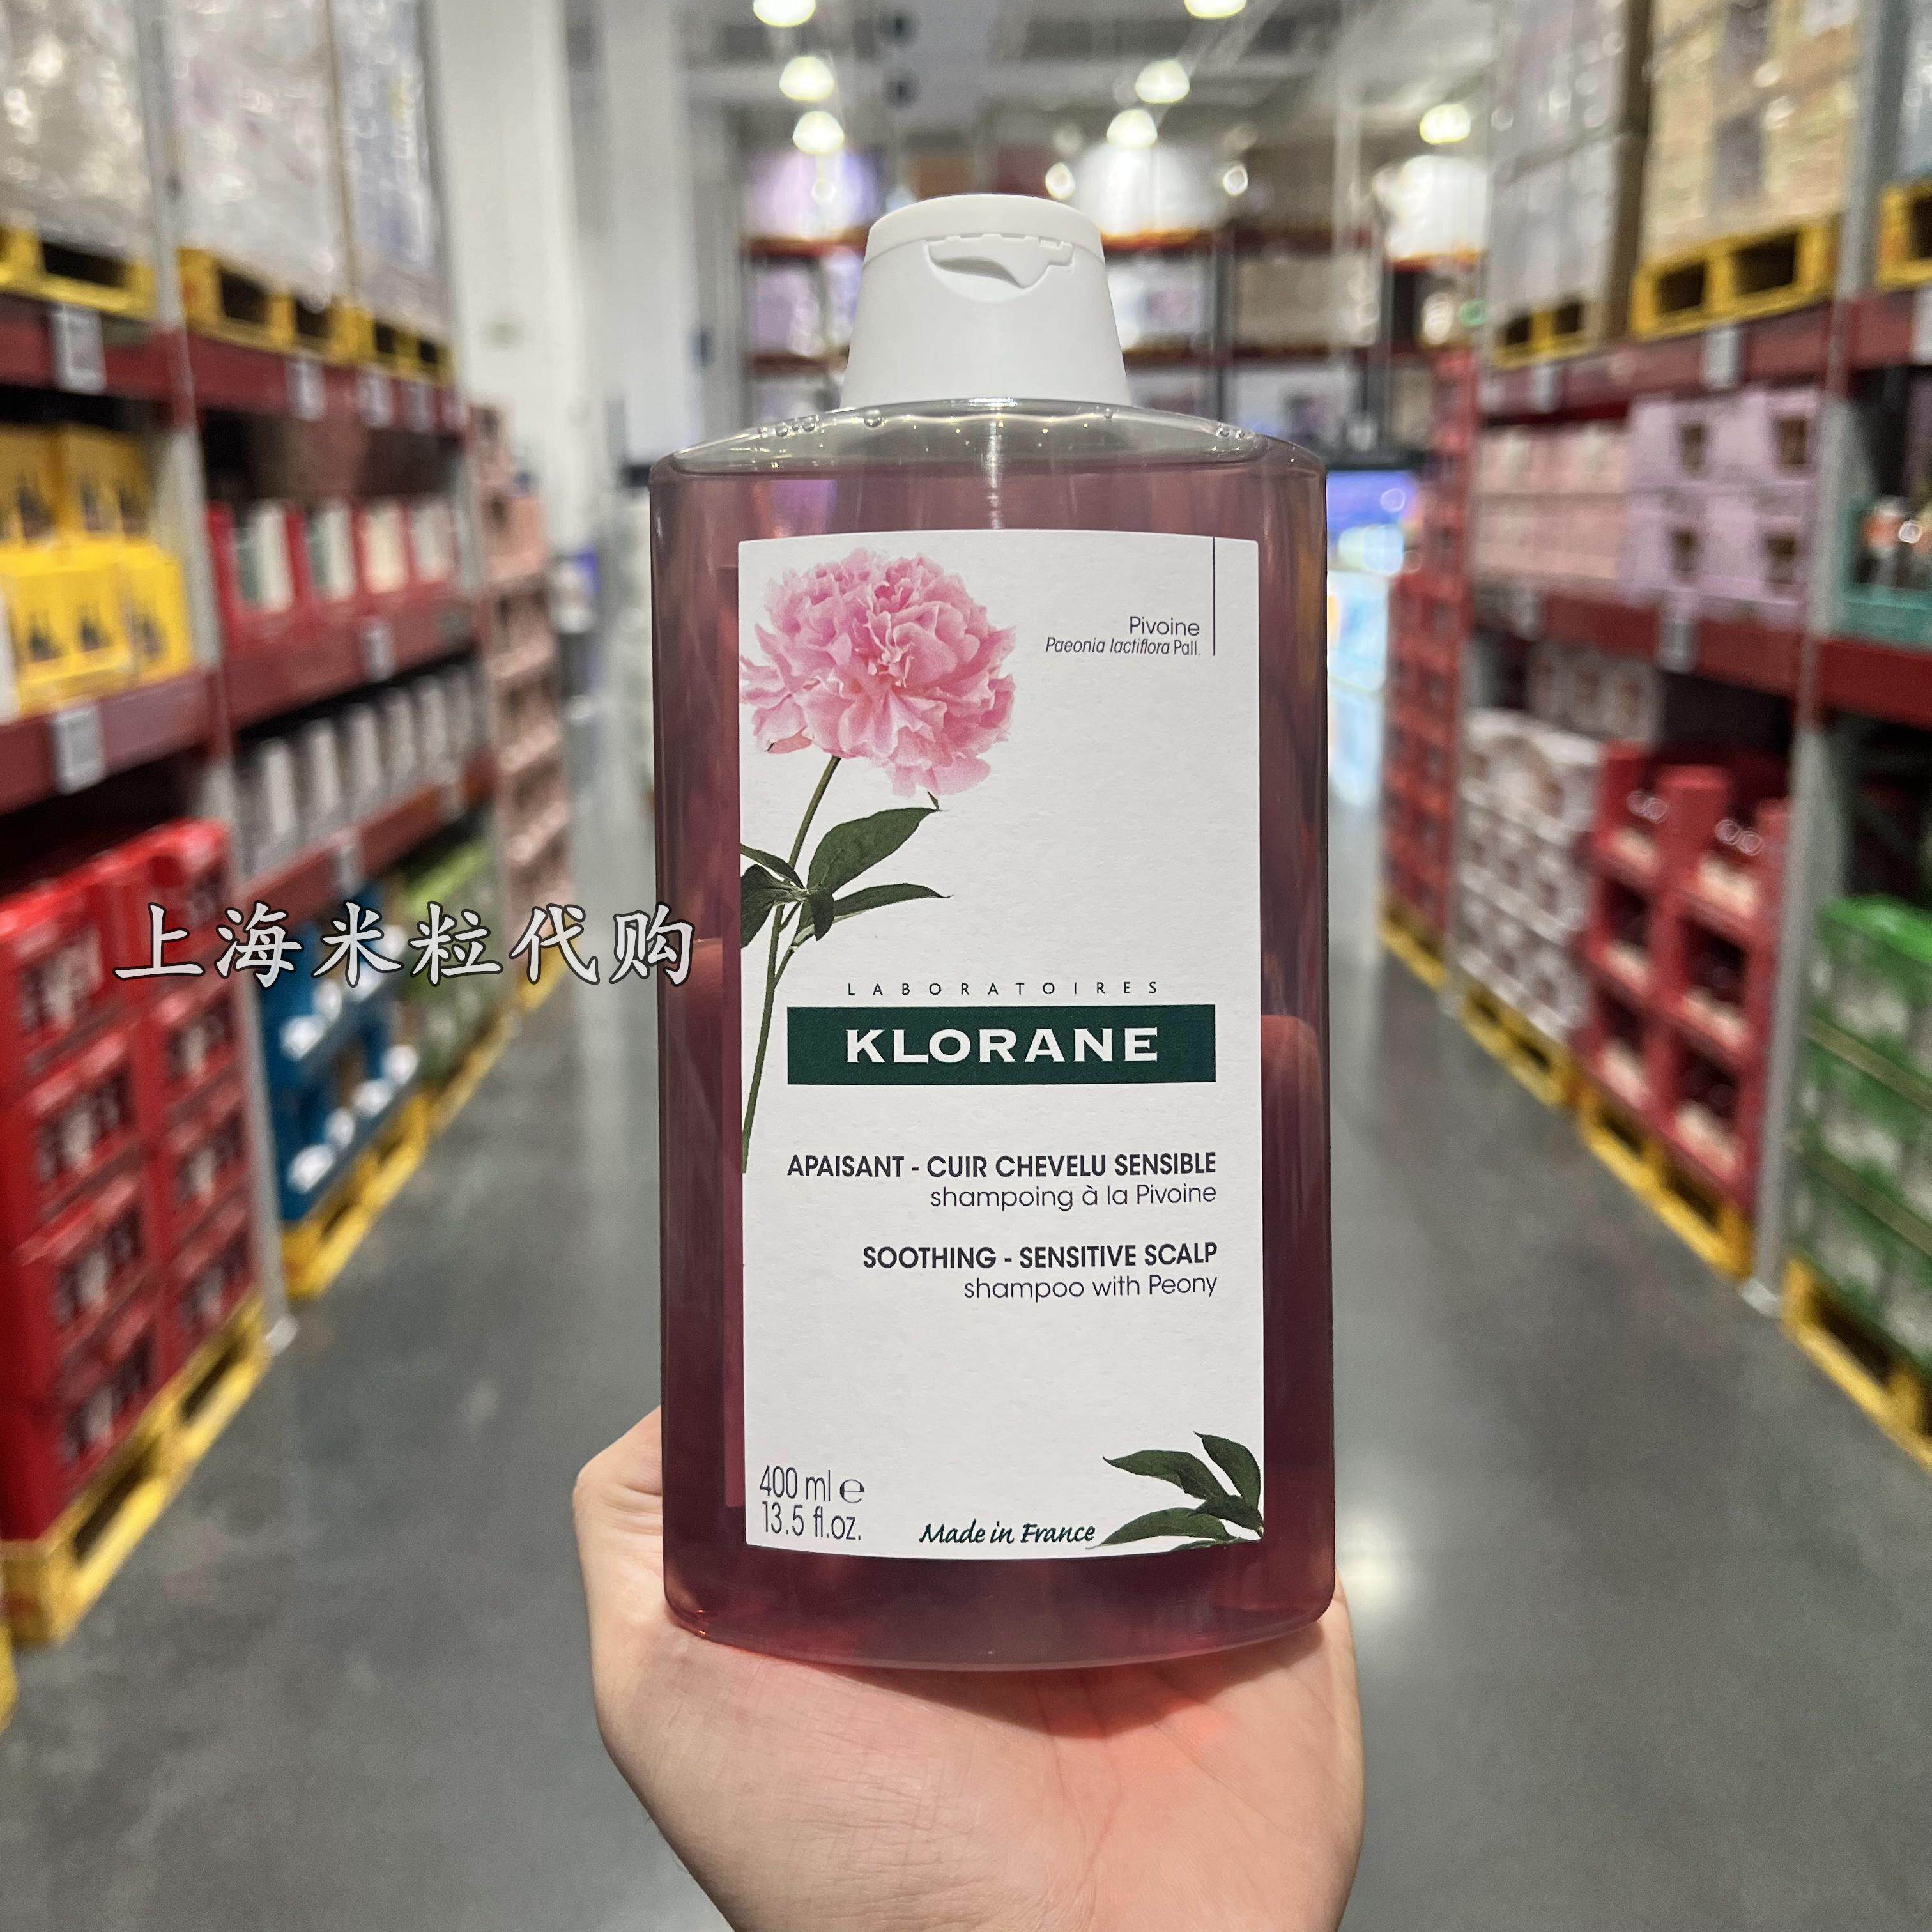 Pivoine
Paeonia lactiflora Pall.
上海米粒代购
LABORATOIRES
KLORANE
APAISANT - CUIR CHEVELU SENSIBLE
shampoing à la Pivoine
SOOTHING - SENSITIVE SCALP
shampoo with Peony
400 ml ℮
13.5 fl.oz.
Made in France